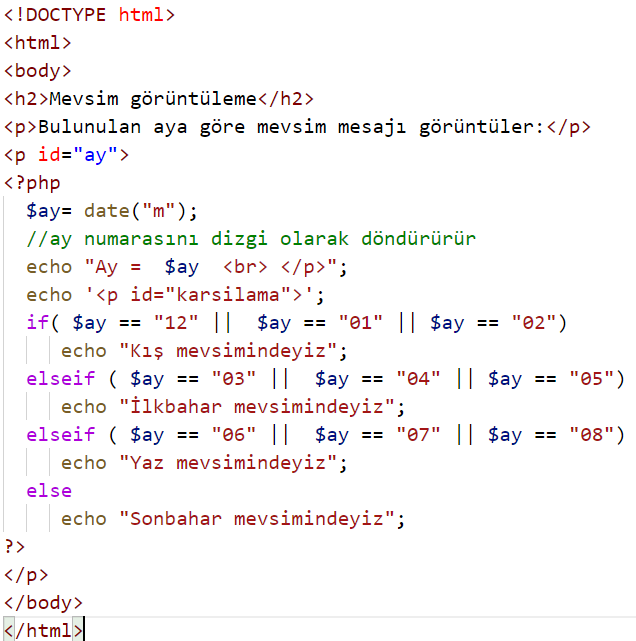 <!DOCTYPE html>
<html>
<body>
<h2>Mevsim görüntüleme</h2>
<p>Bulunulan aya göre mevsim mesajı görüntüler:</p>
<p id="ay">
<?php
  $ay= date("m");
  //ay numarasını dizgi olarak döndürürür
  echo "Ay =  $ay  <br> </p>";
  echo '<p id="karsilama">';
  if( $ay == "12" ||  $ay == "01" || $ay == "02")
     echo "Kış mevsimindeyiz";
  elseif ( $ay == "03" ||  $ay == "04" || $ay == "05")
     echo "İlkbahar mevsimindeyiz";
  elseif ( $ay == "06" ||  $ay == "07" || $ay == "08")
     echo "Yaz mevsimindeyiz";
  else
     echo "Sonbahar mevsimindeyiz";
?>
</p>
</body>
</html>